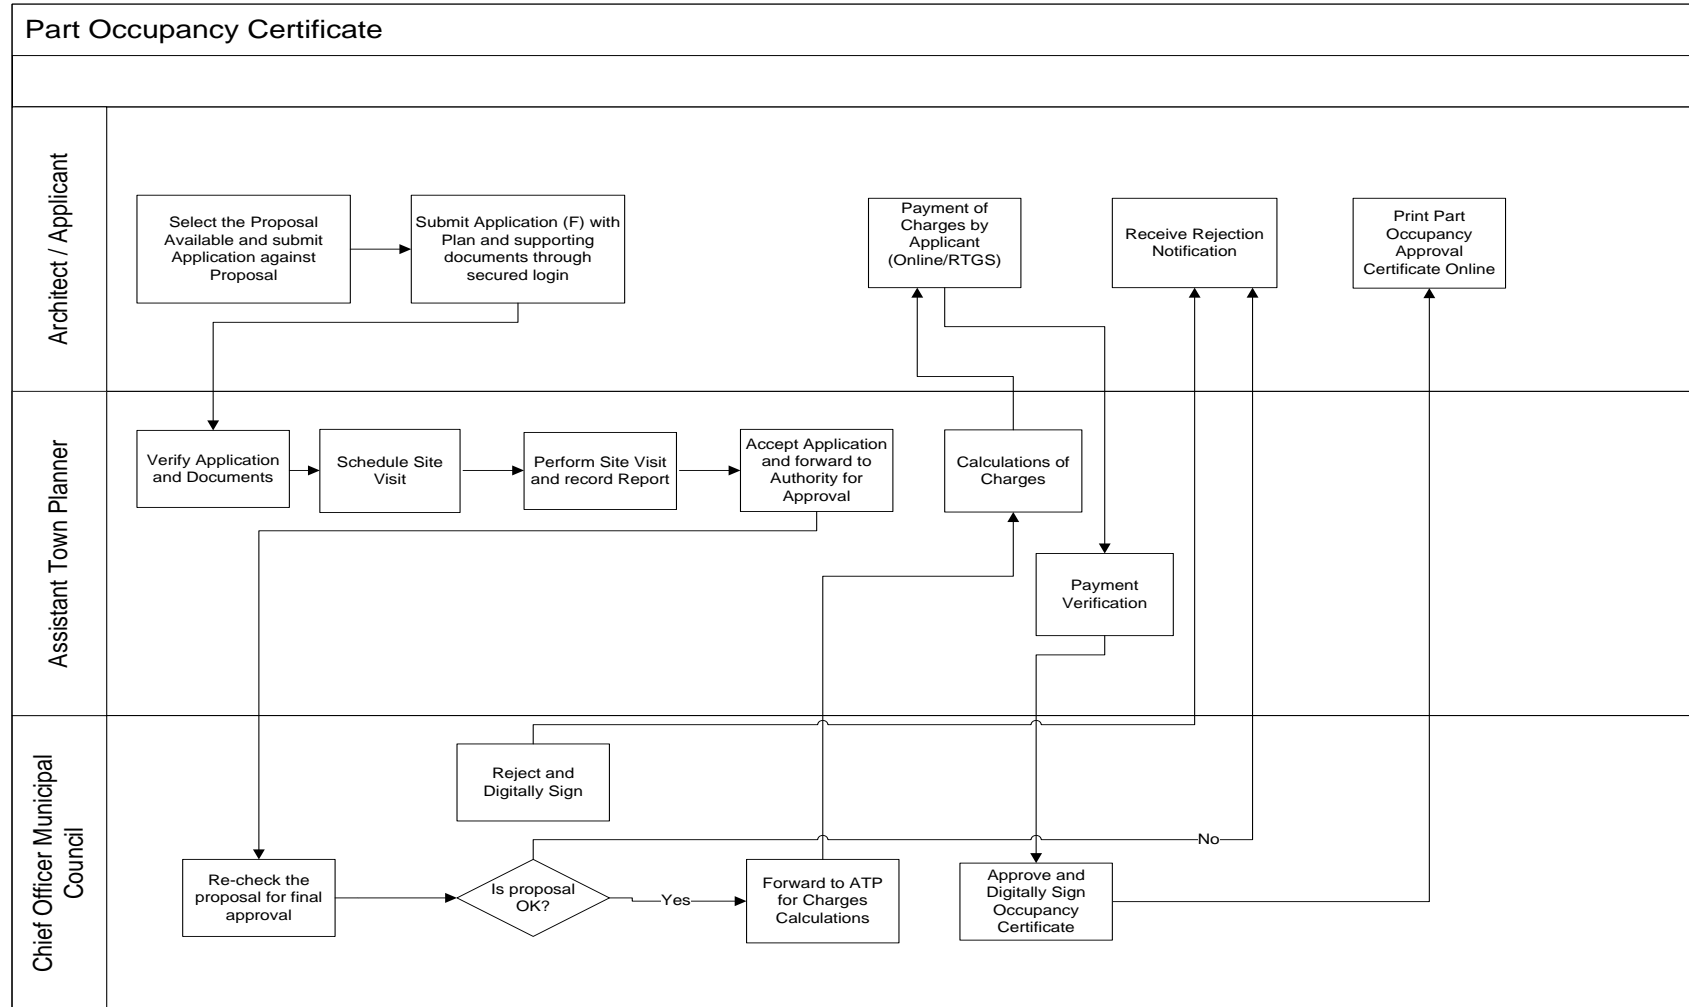 Part Occupancy Certificate
Architect / Applicant
Select the Proposal
Available and submit
Application against
Proposal
Submit Application (F) with
Plan and supporting
documents through
secured login
Payment of
Charges by
Applicant
(Online/RTGS)
Receive Rejection
Notification
Print Part
Occupancy
Approval
Certificate Online
Assistant Town Planner
Verify Application
and Documents
Schedule Site
Visit
Perform Site Visit
and record Report
Accept Application
and forward to
Authority for
Approval
Calculations of
Charges
Payment
Verification
Chief Officer Municipal
Council
Reject and
Digitally Sign
Re-check the
proposal for final
approval
Is proposal
OK?
Yes
Forward to ATP
for Charges
Calculations
No
Approve and
Digitally Sign
Occupancy
Certificate